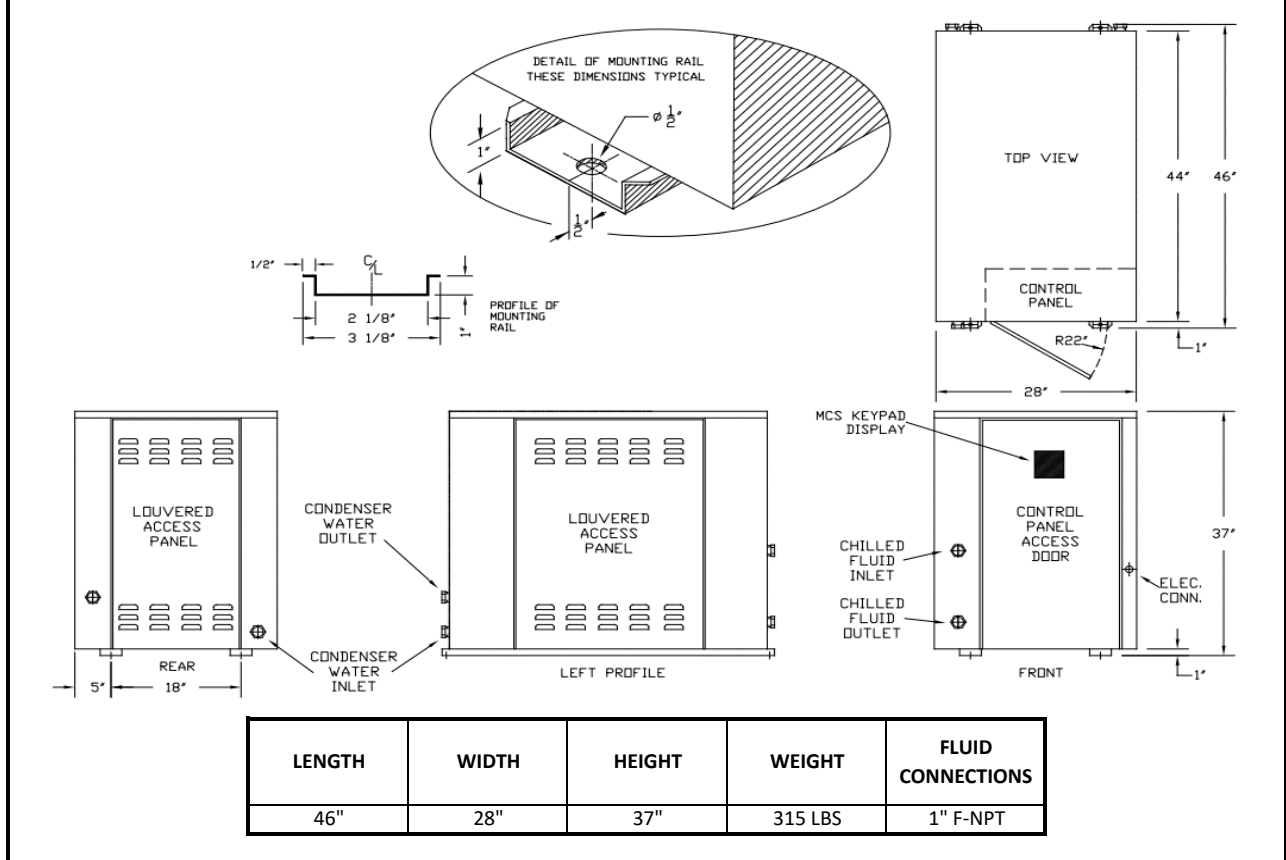 DETAIL OF MOUNTING RAIL
THESE DIMENSIONS TYPICAL
ø 1/2"
1"
1/2"
1/2"
C/L
2 1/8"
3 1/8"
1"
PROFILE OF
MOUNTING
RAIL
TOP VIEW
44"
46"
CONTROL
PANEL
R22"
1"
28"
LOUVERED
ACCESS
PANEL
REAR
5"
18"
CONDENSER
WATER
OUTLET
CONDENSER
WATER
INLET
LOUVERED
ACCESS
PANEL
LEFT PROFILE
MCS KEYPAD
DISPLAY
CHILLED
FLUID
INLET
CHILLED
FLUID
OUTLET
CONTROL
PANEL
ACCESS
DOOR
37"
ELEC.
CONN.
FRONT
1"
LENGTH WIDTH HEIGHT WEIGHT FLUID CONNECTIONS
46" 28" 37" 315 LBS 1" F-NPT